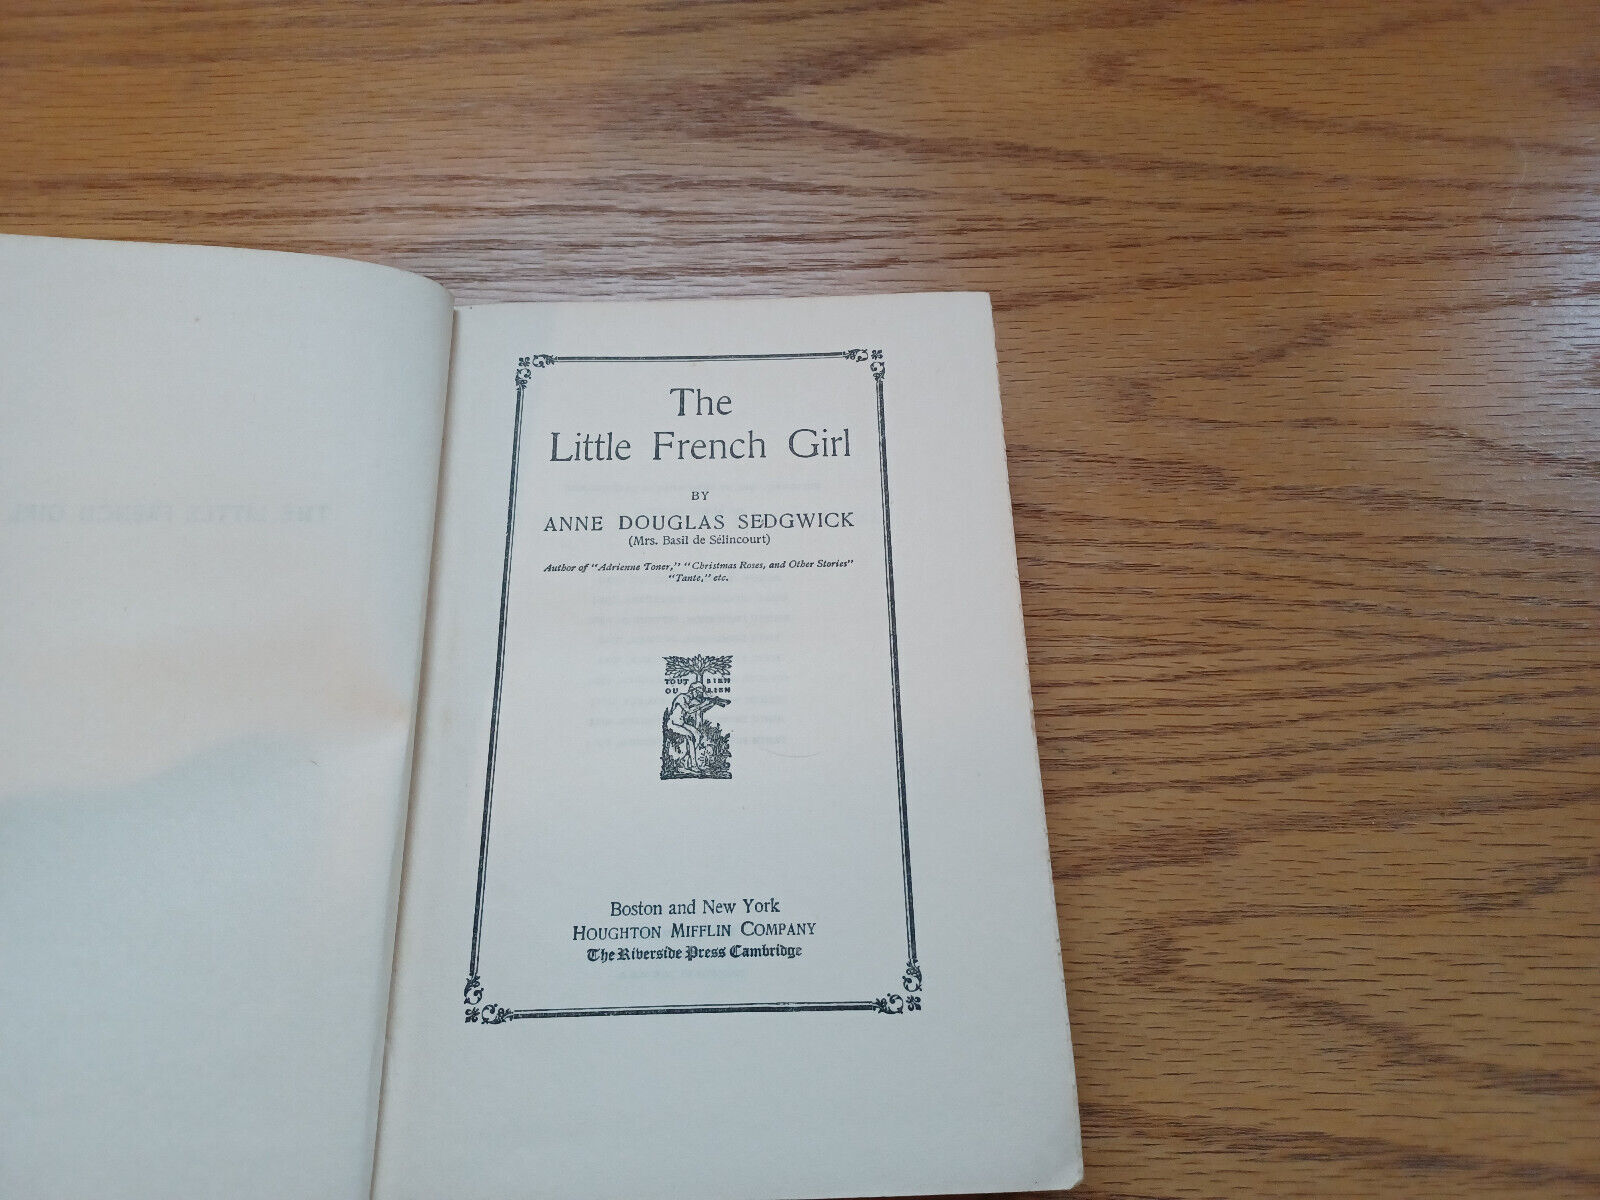 The
Little French Girl
BY
ANNE DOUGLAS SEDGWICK
(Mrs. Basil de Sélincourt)
Author of "Adrienne Toner," "Christmas Roses, and Other Stories"
"Tante," etc.
TOUT BIEN
OU RIEN
Boston and New York
HOUGHTON MIFFLIN COMPANY
The Riverside Press Cambridge